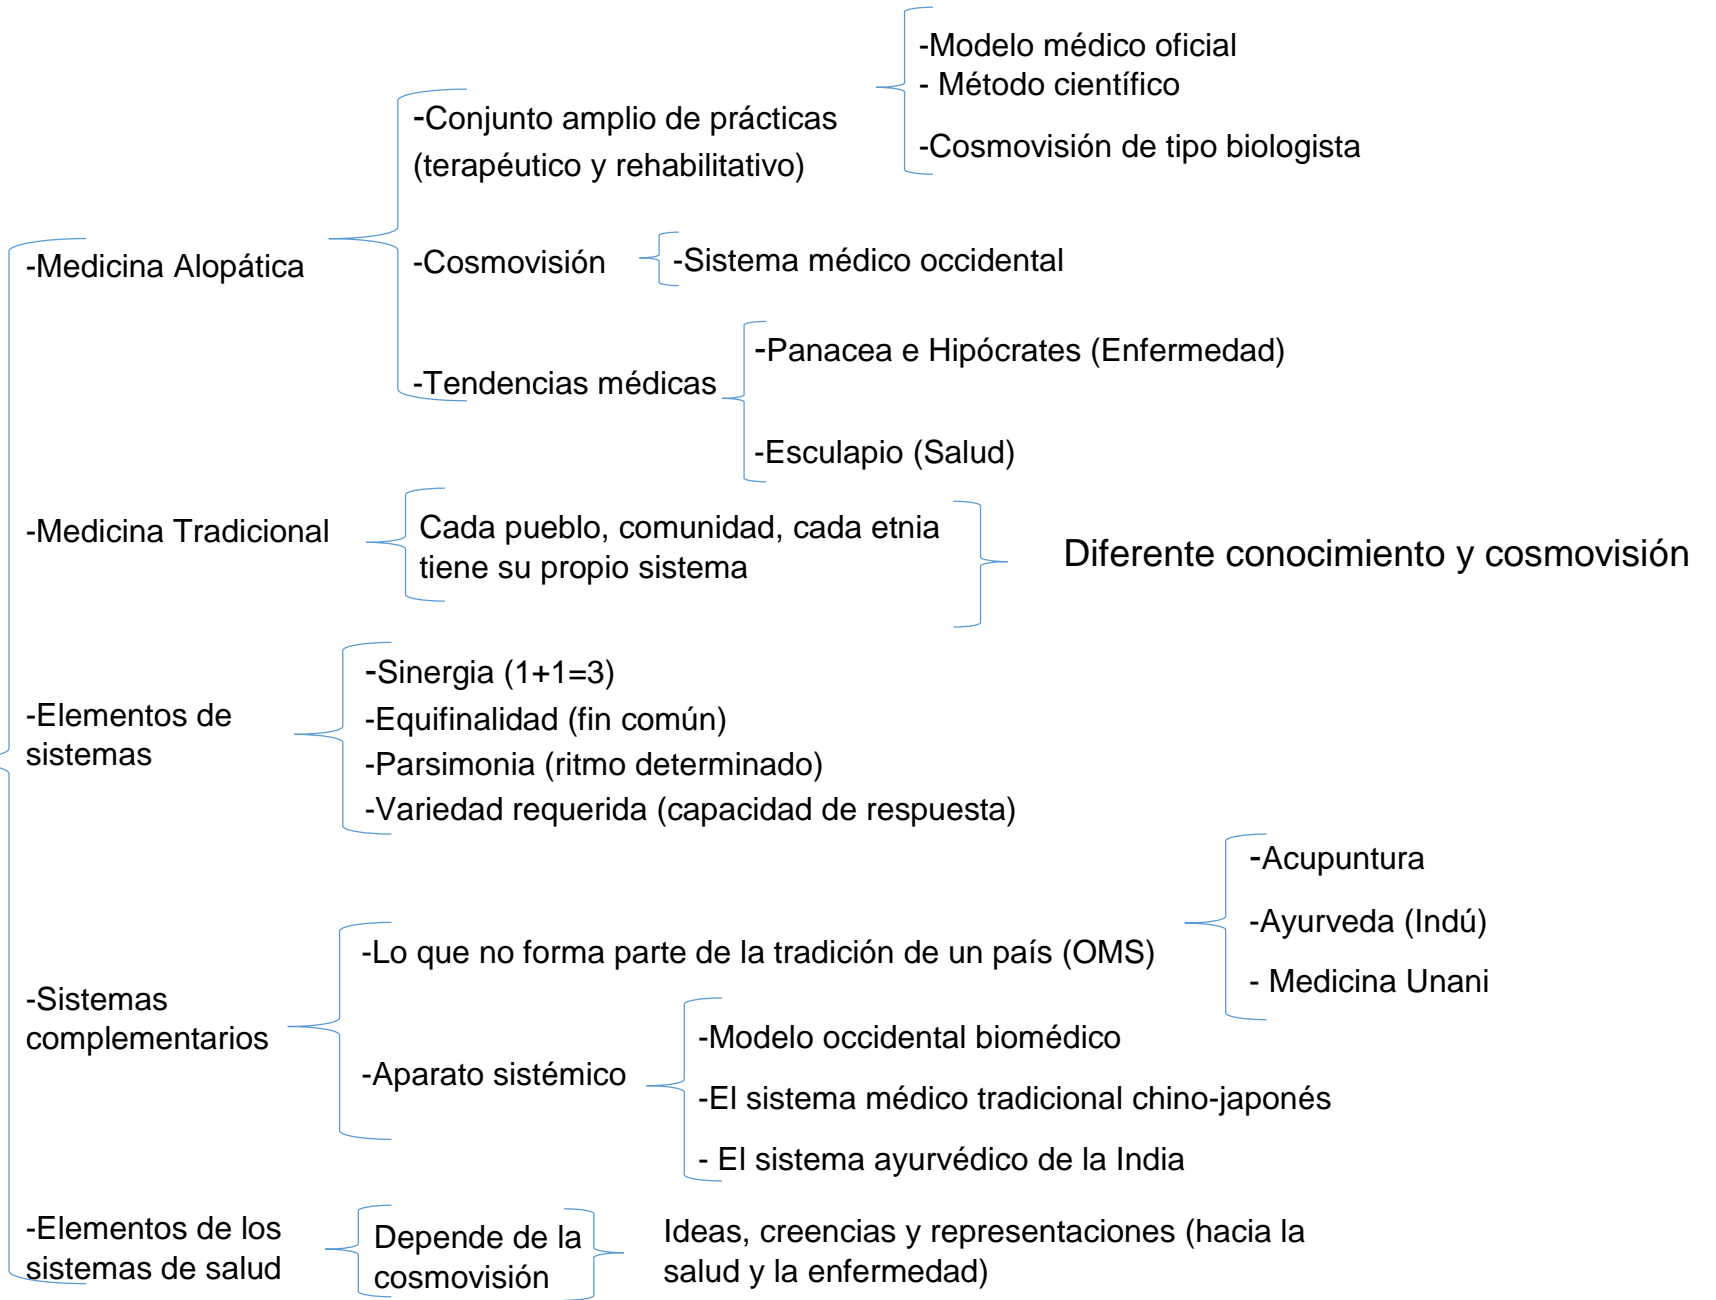 -Medicina Alopática
-Conjunto amplio de prácticas
(terapéutico y rehabilitativo)
-Modelo médico oficial
- Método científico
-Cosmovisión de tipo biologista
-Cosmovisión
-Sistema médico occidental
-Tendencias médicas
-Panacea e Hipócrates (Enfermedad)
-Esculapio (Salud)
-Medicina Tradicional
Cada pueblo, comunidad, cada etnia
tiene su propio sistema
Diferente conocimiento y cosmovisión
-Elementos de
sistemas
-Sinergia (1+1=3)
-Equifinalidad (fin común)
-Parsimonia (ritmo determinado)
-Variedad requerida (capacidad de respuesta)
-Sistemas
complementarios
-Lo que no forma parte de la tradición de un país (OMS)
-Acupuntura
-Ayurveda (Indú)
- Medicina Unani
-Aparato sistémico
-Modelo occidental biomédico
-El sistema médico tradicional chino-japonés
- El sistema ayurvédico de la India
-Elementos de los
sistemas de salud
Depende de la
cosmovisión
Ideas, creencias y representaciones (hacia la
salud y la enfermedad)